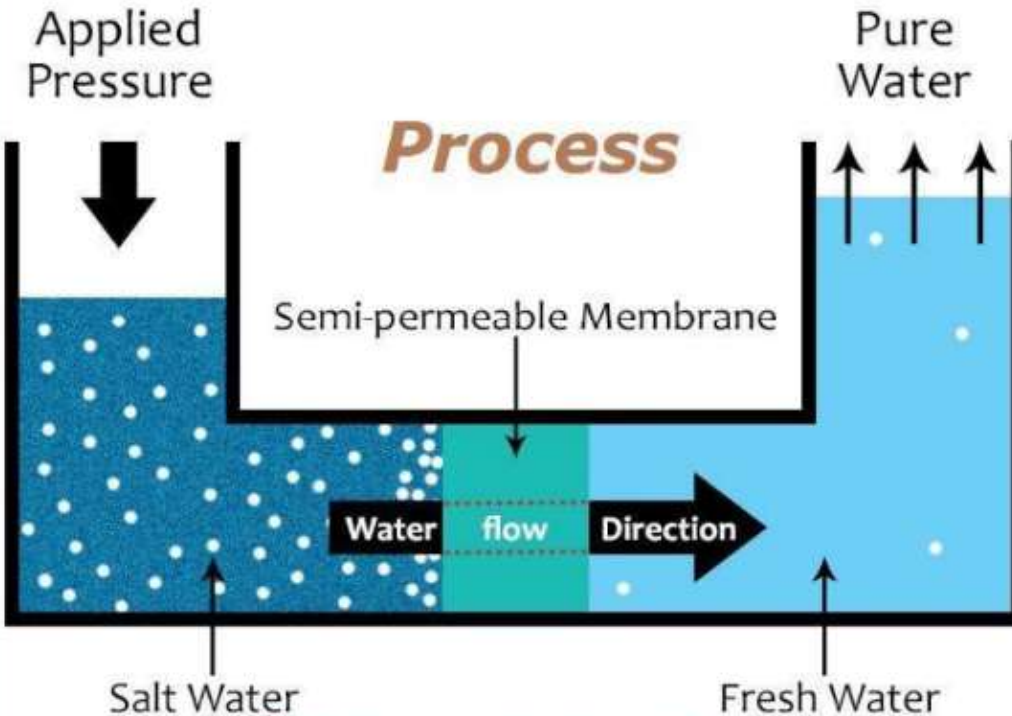 Applied
Pressure
Pure
Water
Process
Semi-permeable Membrane
Water flow Direction
Salt Water
Fresh Water